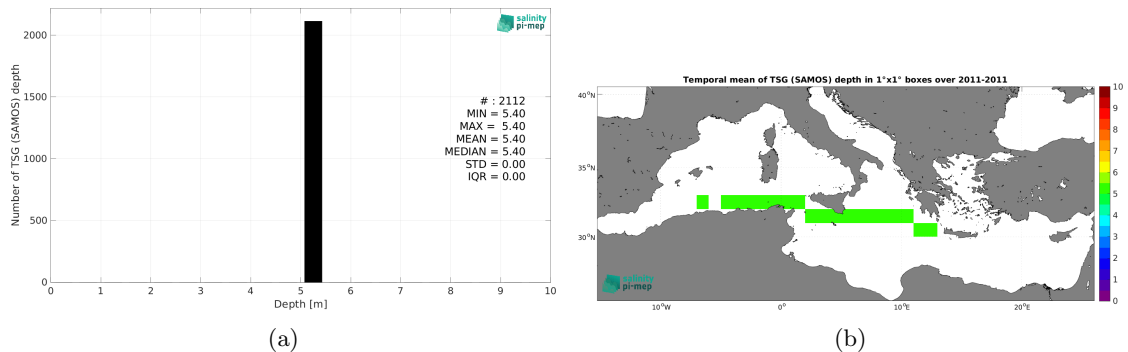 2000
1500
1000
500
0
Number of TSG (SAMOS) depth
salinity
pi-mep
# : 2112
MIN = 5.40
MAX = 5.40
MEAN = 5.40
MEDIAN = 5.40
STD = 0.00
IQR = 0.00
0 1 2 3 4 5 6 7 8 9 10
Depth [m]
(a)
Temporal mean of TSG (SAMOS) depth in 1°x1° boxes over 2011-2011
40°N
35°N
30°N
10°W 0° 10°E 20°E
salinity
pi-mep
10
9
8
7
6
5
4
3
2
1
0
(b)